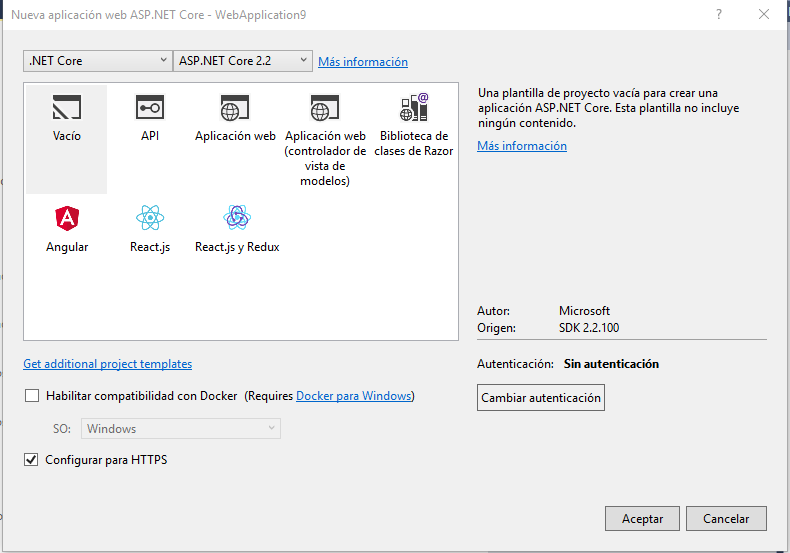 Nueva aplicación web ASP.NET Core - WebApplication9
?
.NET Core
ASP.NET Core 2.2
Más información
Vacío
API
Aplicación web
Aplicación web
(controlador de
vista de
modelos)
Biblioteca de
clases de Razor
Angular
React.js
React.js y Redux
Una plantilla de proyecto vacía para crear una
aplicación ASP.NET Core. Esta plantilla no incluye
ningún contenido.
Más información
Autor: Microsoft
Origen: SDK 2.2.100
Get additional project templates
Autenticación: Sin autenticación
Habilitar compatibilidad con Docker (Requires Docker para Windows)
Cambiar autenticación
SO: Windows
Configurar para HTTPS
Aceptar
Cancelar